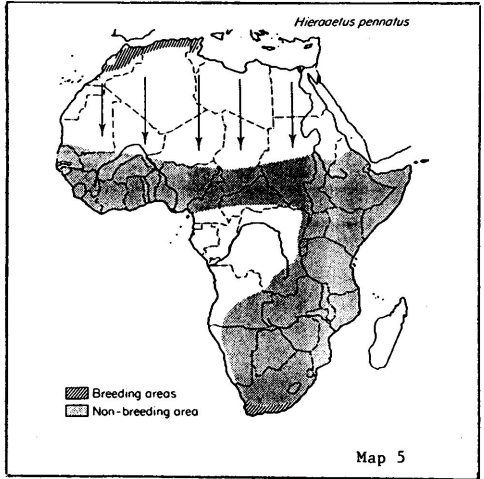 Hieraaetus pennatus
Breeding areas
Non-breeding area
Map 5